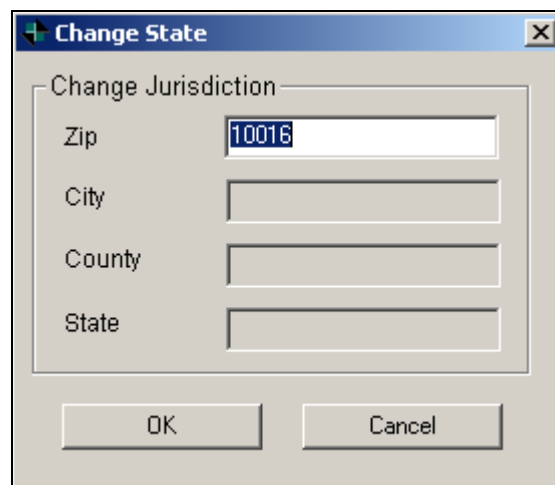 Change State
Change Jurisdiction
Zip 10016
City
County
State
OK Cancel